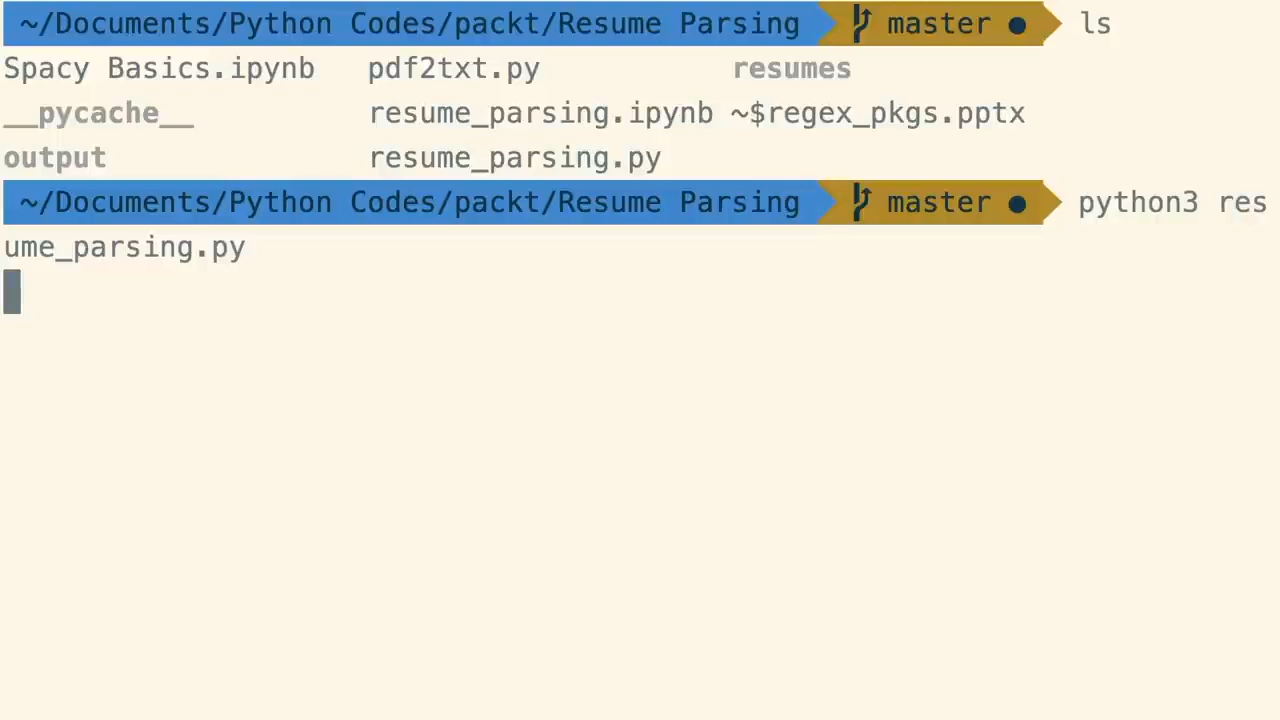 ~/Documents/Python Codes/packt/Resume Parsing master ● ls
Spacy Basics.ipynb pdf2txt.py resumes
__pycache__ resume_parsing.ipynb ~$regex_pkgs.pptx
output resume_parsing.py
~/Documents/Python Codes/packt/Resume Parsing master ● python3 res
ume_parsing.py